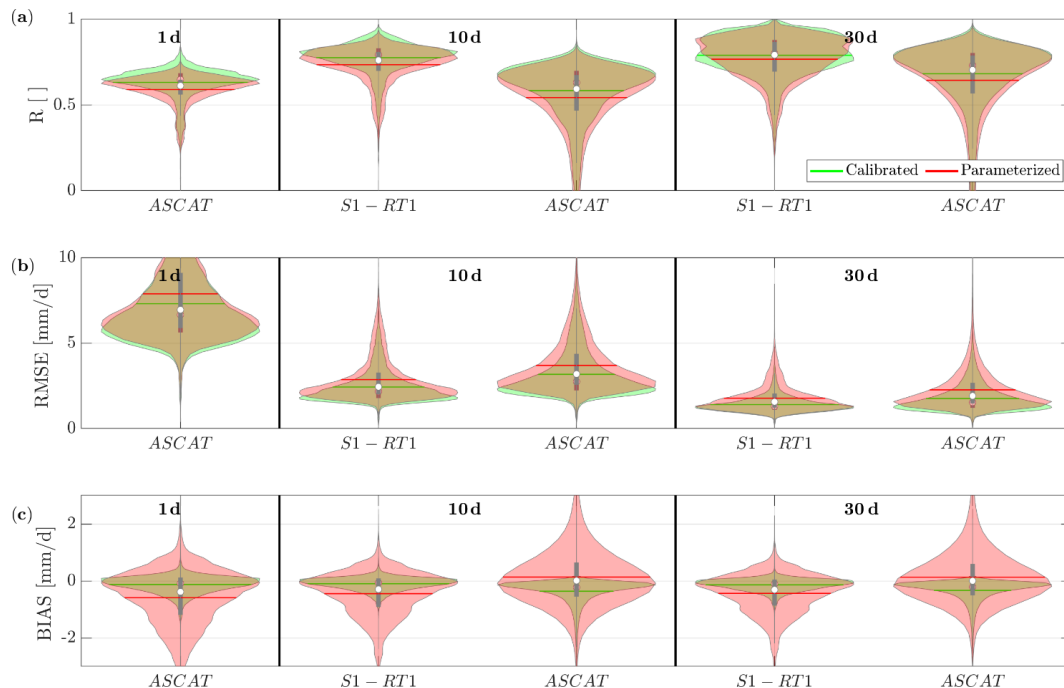 (a)
1 d
10 d
30 d
1
0.5
0
R [ ]
Calibrated
Parameterized
ASCAT
S1 − RT1
ASCAT
S1 − RT1
ASCAT
(b)
1 d
10 d
30 d
10
5
0
RMSE [mm/d]
ASCAT
S1 − RT1
ASCAT
S1 − RT1
ASCAT
(c)
1 d
10 d
30 d
2
0
-2
BIAS [mm/d]
ASCAT
S1 − RT1
ASCAT
S1 − RT1
ASCAT